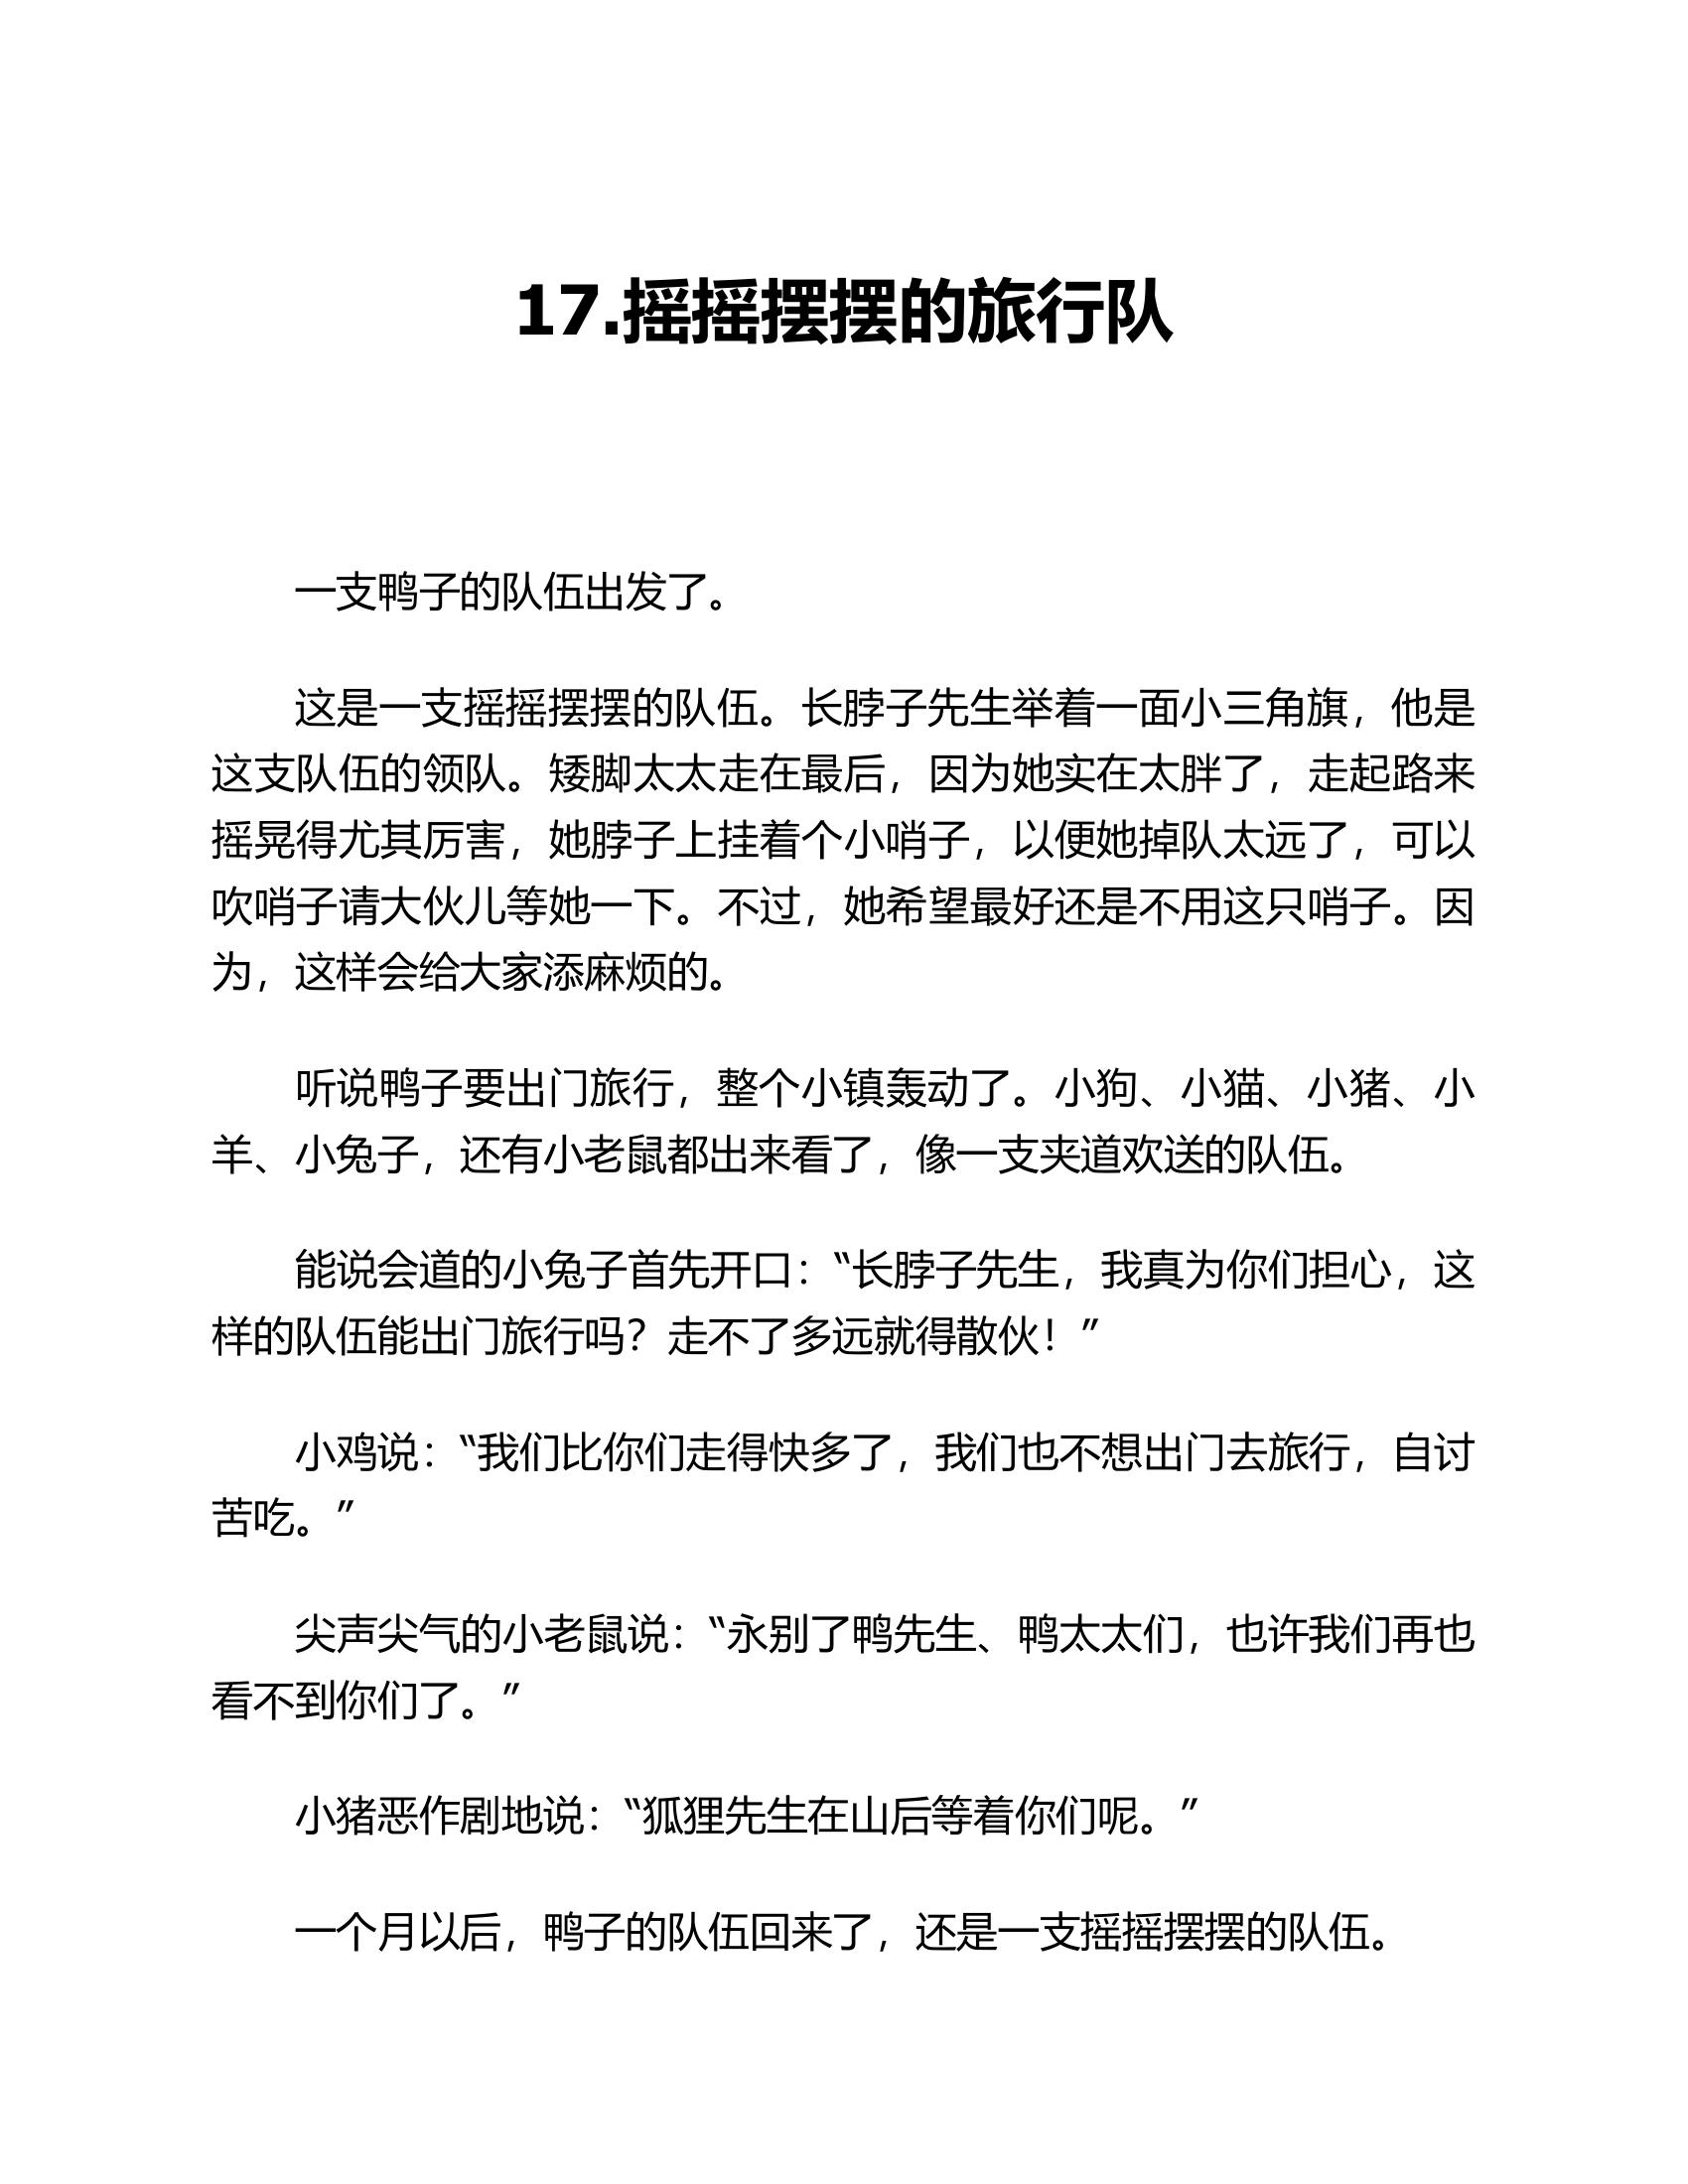 17.摇摇摆摆的旅行队
一支鸭子的队伍出发了。
这是一支摇摇摆摆的队伍。长脖子先生举着一面小三角旗，他是
这支队伍的领队。矮脚太太走在最后，因为她实在太胖了，走起路来
摇晃得尤其厉害，她脖子上挂着个小哨子，以便她掉队太远了，可以
吹哨子请大伙儿等她一下。不过，她希望最好还是不用这只哨子。因
为，这样会给大家添麻烦的。
听说鸭子要出门旅行，整个小镇轰动了。小狗、小猫、小猪、小
羊、小兔子，还有小老鼠都出来看了，像一支夹道欢送的队伍。
能说会道的小兔子首先开口：“长脖子先生，我真为你们担心，这
样的队伍能出门旅行吗？走不了多远就得散伙！”
小鸡说：“我们比你们走得快多了，我们也不想出门去旅行，自讨
苦吃。”
尖声尖气的小老鼠说：“永别了鸭先生、鸭太太们，也许我们再也
看不到你们了。”
小猪恶作剧地说：“狐狸先生在山后等着你们呢。”
一个月以后，鸭子的队伍回来了，还是一支摇摇摆摆的队伍。